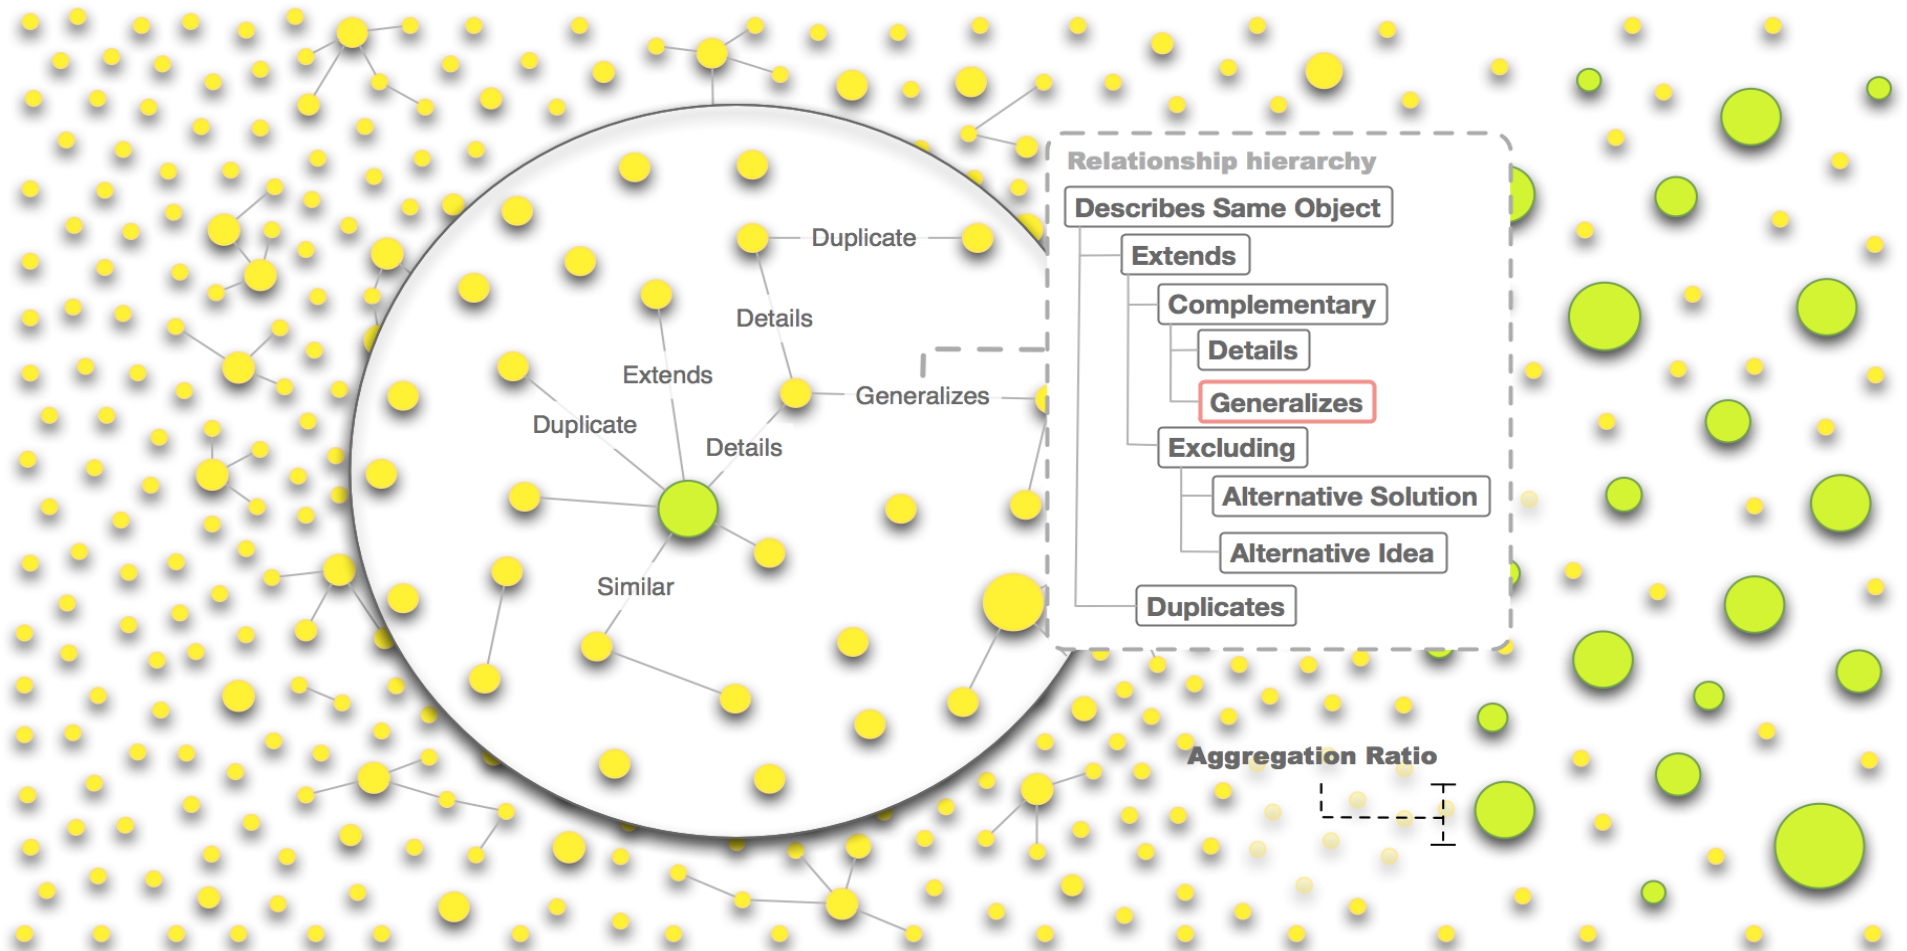 Relationship hierarchy
Describes Same Object
Extends
Complementary
Details
Generalizes
Excluding
Alternative Solution
Alternative Idea
Duplicates
Duplicate
Details
Extends
Generalizes
Duplicate
Details
Similar
Aggregation Ratio